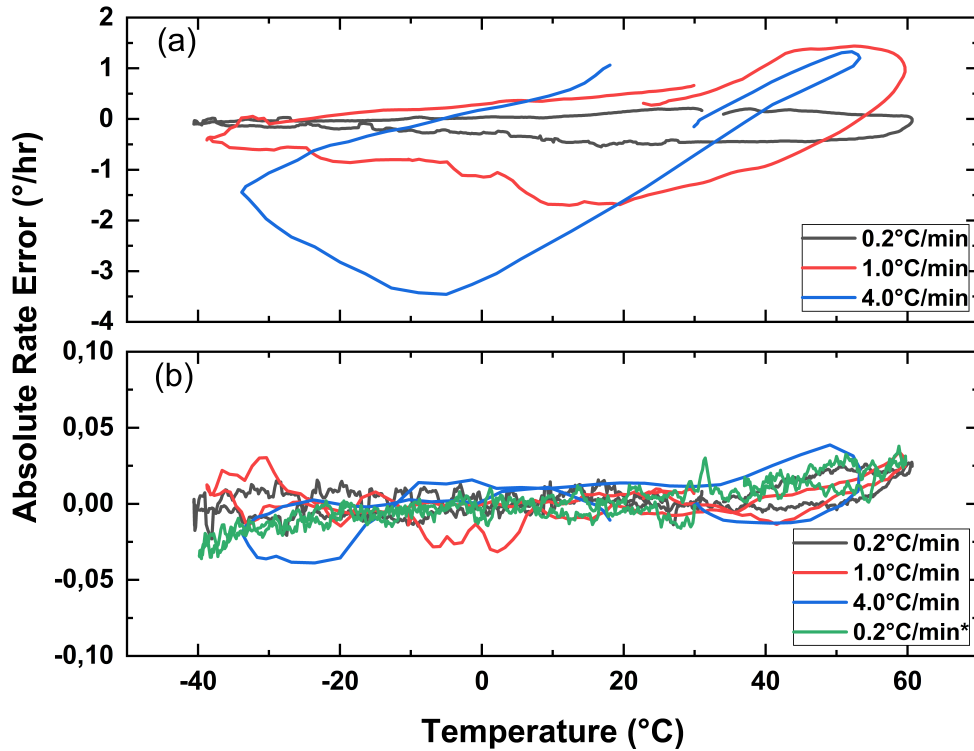 Absolute Rate Error (°/hr)
(a)
2
1
0
-1
-2
-3
-4
0.2°C/min
1.0°C/min
4.0°C/min
(b)
0,10
0,05
0,00
-0,05
-0,10
0.2°C/min
1.0°C/min
4.0°C/min
0.2°C/min*
-40 -20 0 20 40 60
Temperature (°C)